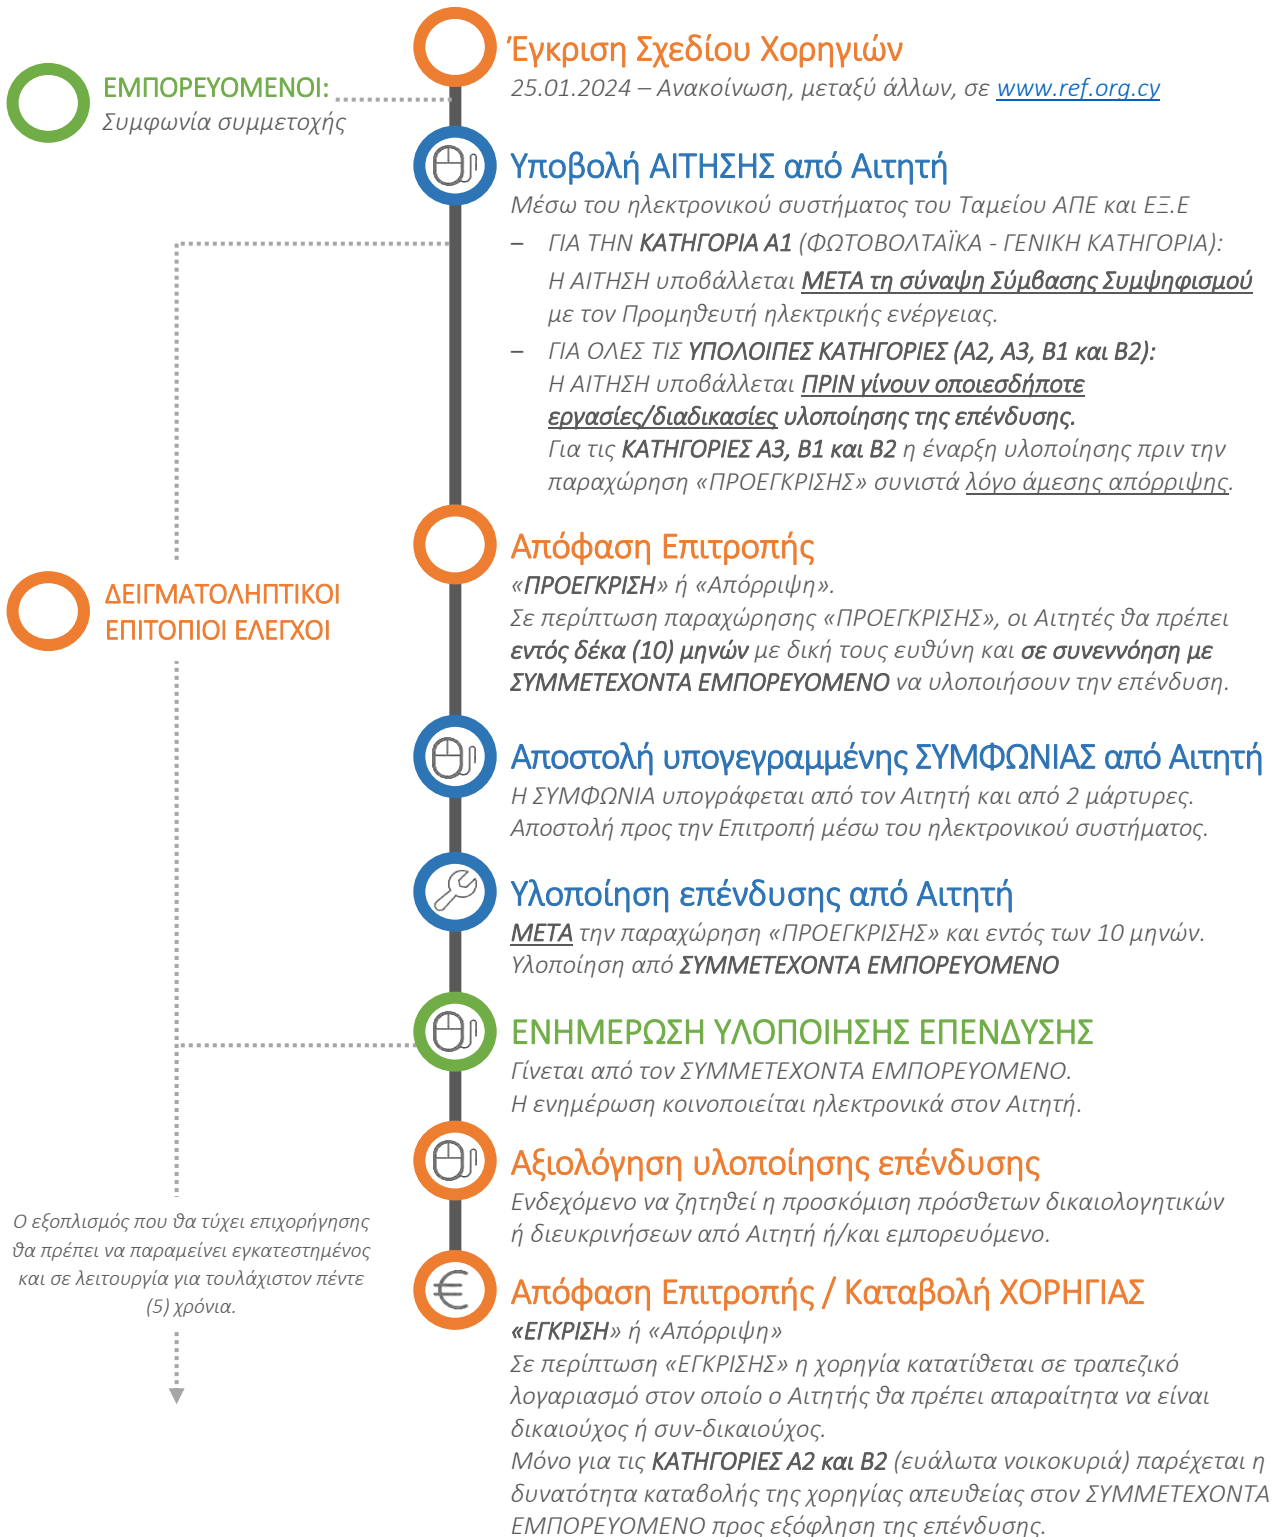 Έγκριση Σχεδίου Χορηγιών
25.01.2024 – Ανακοίνωση, μεταξύ άλλων, σε www.ref.org.cy
ΕΜΠΟΡΕΥΟΜΕΝΟΙ:
Συμφωνία συμμετοχής
Υποβολή ΑΙΤΗΣΗΣ από Αιτητή
Μέσω του ηλεκτρονικού συστήματος του Ταμείου ΑΠΕ και ΕΞ.Ε
– ΓΙΑ ΤΗΝ ΚΑΤΗΓΟΡΙΑ Α1 (ΦΩΤΟΒΟΛΤΑΪΚΑ - ΓΕΝΙΚΗ ΚΑΤΗΓΟΡΙΑ):
Η ΑΙΤΗΣΗ υποβάλλεται ΜΕΤΑ τη σύναψη Σύμβασης Συμψηφισμού
με τον Προμηθευτή ηλεκτρικής ενέργειας.
– ΓΙΑ ΟΛΕΣ ΤΙΣ ΥΠΟΛΟΙΠΕΣ ΚΑΤΗΓΟΡΙΕΣ (Α2, Α3, Β1 και Β2):
Η ΑΙΤΗΣΗ υποβάλλεται ΠΡΙΝ γίνουν οποιεσδήποτε
εργασίες/διαδικασίες υλοποίησης της επένδυσης.
Για τις ΚΑΤΗΓΟΡΙΕΣ Α3, Β1 και Β2 η έναρξη υλοποίησης πριν την
παραχώρηση «ΠΡΟΕΓΚΡΙΣΗΣ» συνιστά λόγο άμεσης απόρριψης.
Απόφαση Επιτροπής
«ΠΡΟΕΓΚΡΙΣΗ» ή «Απόρριψη».
Σε περίπτωση παραχώρησης «ΠΡΟΕΓΚΡΙΣΗΣ», οι Αιτητές θα πρέπει
εντός δέκα (10) μηνών με δική τους ευθύνη και σε συνεννόηση με
ΣΥΜΜΕΤΕΧΟΝΤΑ ΕΜΠΟΡΕΥΟΜΕΝΟ να υλοποιήσουν την επένδυση.
ΔΕΙΓΜΑΤΟΛΗΠΤΙΚΟΙ
ΕΠΙΤΟΠΙΟΙ ΕΛΕΓΧΟΙ
Αποστολή υπογεγραμμένης ΣΥΜΦΩΝΙΑΣ από Αιτητή
Η ΣΥΜΦΩΝΙΑ υπογράφεται από τον Αιτητή και από 2 μάρτυρες.
Αποστολή προς την Επιτροπή μέσω του ηλεκτρονικού συστήματος.
Υλοποίηση επένδυσης από Αιτητή
ΜΕΤΑ την παραχώρηση «ΠΡΟΕΓΚΡΙΣΗΣ» και εντός των 10 μηνών.
Υλοποίηση από ΣΥΜΜΕΤΕΧΟΝΤΑ ΕΜΠΟΡΕΥΟΜΕΝΟ
ΕΝΗΜΕΡΩΣΗ ΥΛΟΠΟΙΗΣΗΣ ΕΠΕΝΔΥΣΗΣ
Γίνεται από τον ΣΥΜΜΕΤΕΧΟΝΤΑ ΕΜΠΟΡΕΥΟΜΕΝΟ.
Η ενημέρωση κοινοποιείται ηλεκτρονικά στον Αιτητή.
Αξιολόγηση υλοποίησης επένδυσης
Ενδεχόμενο να ζητηθεί η προσκόμιση πρόσθετων δικαιολογητικών
ή διευκρινήσεων από Αιτητή ή/και εμπορευόμενο.
Ο εξοπλισμός που θα τύχει επιχορήγησης
θα πρέπει να παραμείνει εγκατεστημένος
και σε λειτουργία για τουλάχιστον πέντε
(5) χρόνια.
€
Απόφαση Επιτροπής / Καταβολή ΧΟΡΗΓΙΑΣ
«ΕΓΚΡΙΣΗ» ή «Απόρριψη»
Σε περίπτωση «ΕΓΚΡΙΣΗΣ» η χορηγία κατατίθεται σε τραπεζικό
λογαριασμό στον οποίο ο Αιτητής θα πρέπει απαραίτητα να είναι
δικαιούχος ή συν-δικαιούχος.
Μόνο για τις ΚΑΤΗΓΟΡΙΕΣ Α2 και Β2 (ευάλωτα νοικοκυριά) παρέχεται η
δυνατότητα καταβολής της χορηγίας απευθείας στον ΣΥΜΜΕΤΕΧΟΝΤΑ
ΕΜΠΟΡΕΥΟΜΕΝΟ προς εξόφληση της επένδυσης.